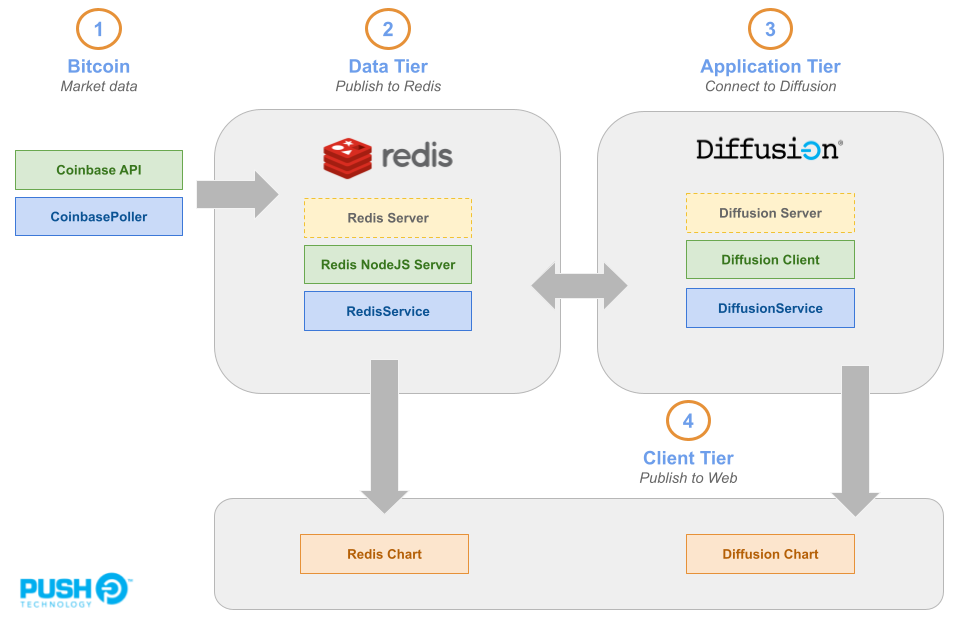 1
Bitcoin
Market data
2
Data Tier
Publish to Redis
3
Application Tier
Connect to Diffusion
Coinbase API
CoinbasePoller
redis
Redis Server
Redis NodeJS Server
RedisService
Diffusion®
Diffusion Server
Diffusion Client
DiffusionService
4
Client Tier
Publish to Web
Redis Chart
Diffusion Chart
PUSH™
TECHNOLOGY